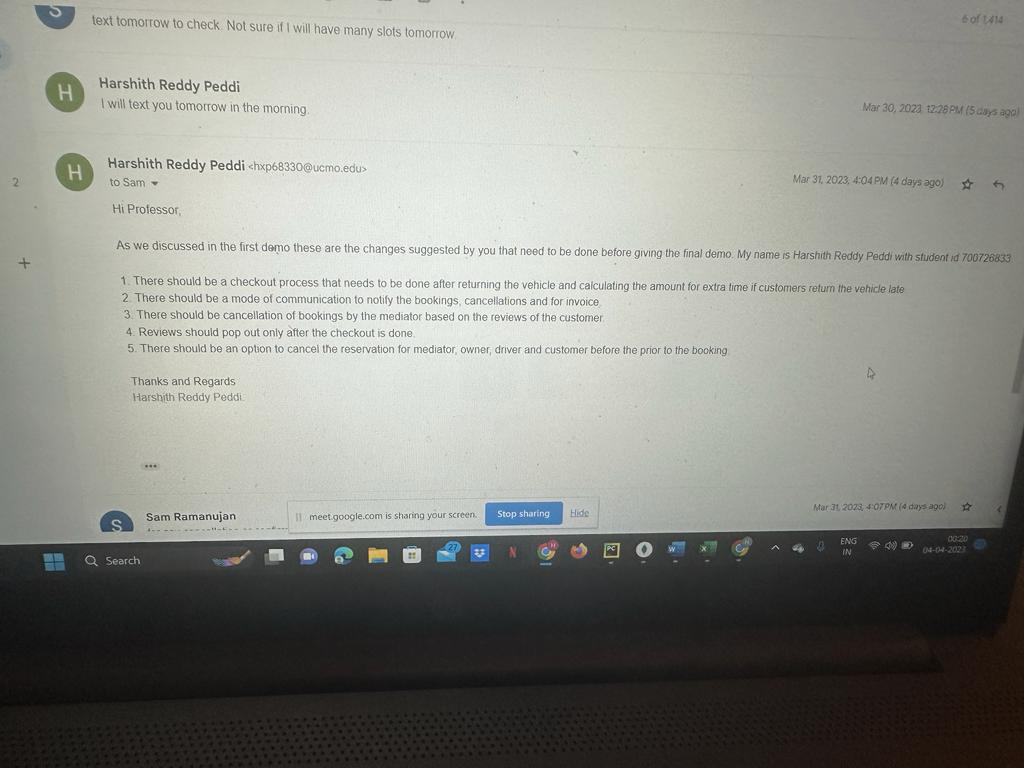 S
text tomorrow to check. Not sure if I will have many slots tomorrow.
6 of 1,414
H
Harshith Reddy Peddi
I will text you tomorrow in the morning.
Mar 30, 2023, 12:28 PM (5 days ago)
2
H
Harshith Reddy Peddi <hxp68330@ucmo.edu>
to Sam
Mar 31, 2023, 4:04 PM (4 days ago)
Hi Professor,
As we discussed in the first demo these are the changes suggested by you that need to be done before giving the final demo. My name is Harshith Reddy Peddi with student id 700726833
1. There should be a checkout process that needs to be done after returning the vehicle and calculating the amount for extra time if customers return the vehicle late.
2. There should be a mode of communication to notify the bookings, cancellations and for invoice.
3. There should be cancellation of bookings by the mediator based on the reviews of the customer.
4. Reviews should pop out only after the checkout is done.
5. There should be an option to cancel the reservation for mediator, owner, driver and customer before the prior to the booking.
Thanks and Regards
Harshith Reddy Peddi.
S
Sam Ramanujan
Mar 31, 2023, 4:07 PM (4 days ago)
meet.google.com is sharing your screen.
Stop sharing
Hide
Search
27
N
H
PC
W
X
H
ENG
IN
00:20
04-04-2023